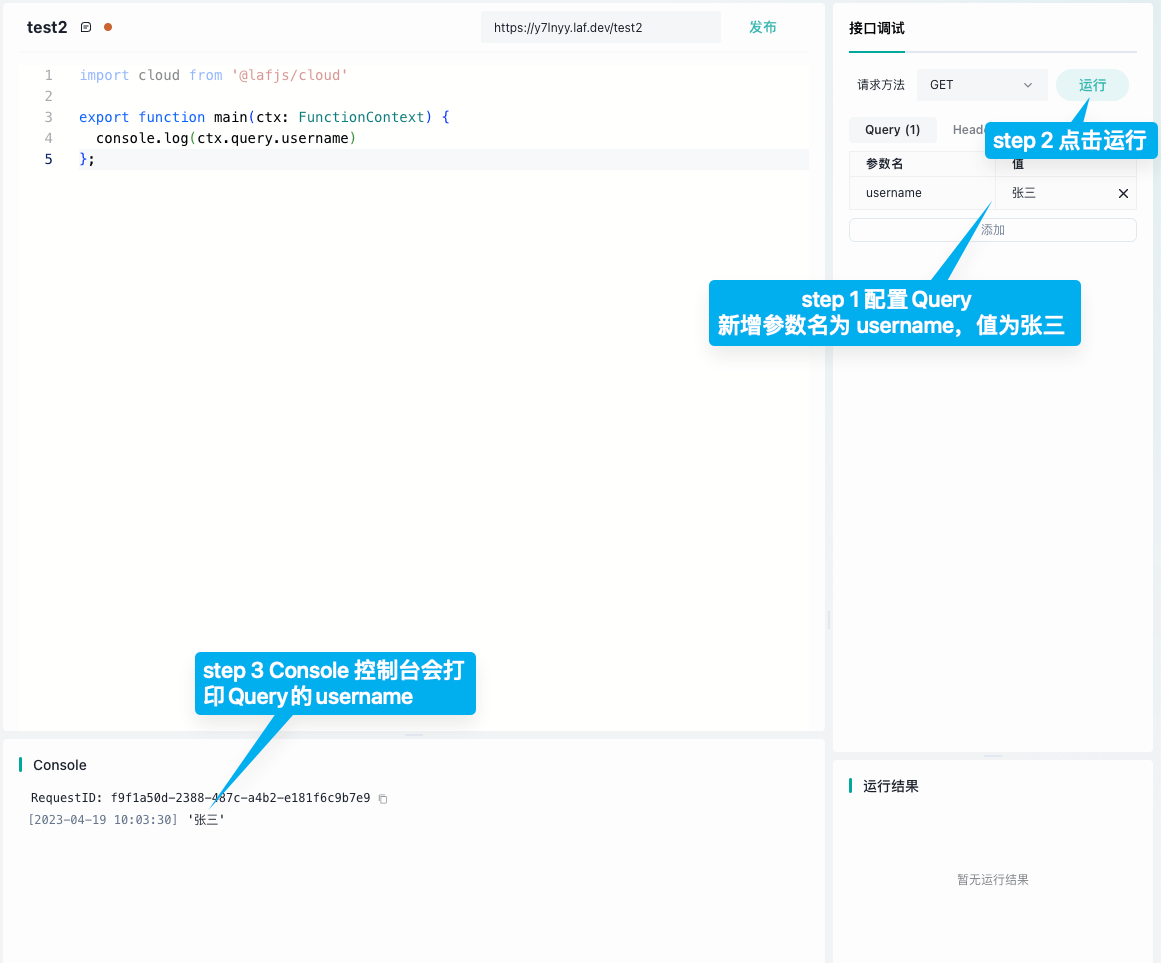 test2
https://y7lnyy.laf.dev/test2
发布
1 import cloud from '@lafjs/cloud'
2
3 export function main(ctx: FunctionContext) {
4 console.log(ctx.query.username)
5 };
接口调试
请求方法 GET 运行
Query (1)
step 2 点击运行
参数名 值
username 张三
添加
step 1 配置 Query
新增参数名为 username，值为张三
step 3 Console 控制台会打
印 Query 的 username
Console
RequestID: f9f1a50d-2388-487c-a4b2-e181f6c9b7e9
[2023-04-19 10:03:30] '张三'
运行结果
暂无运行结果